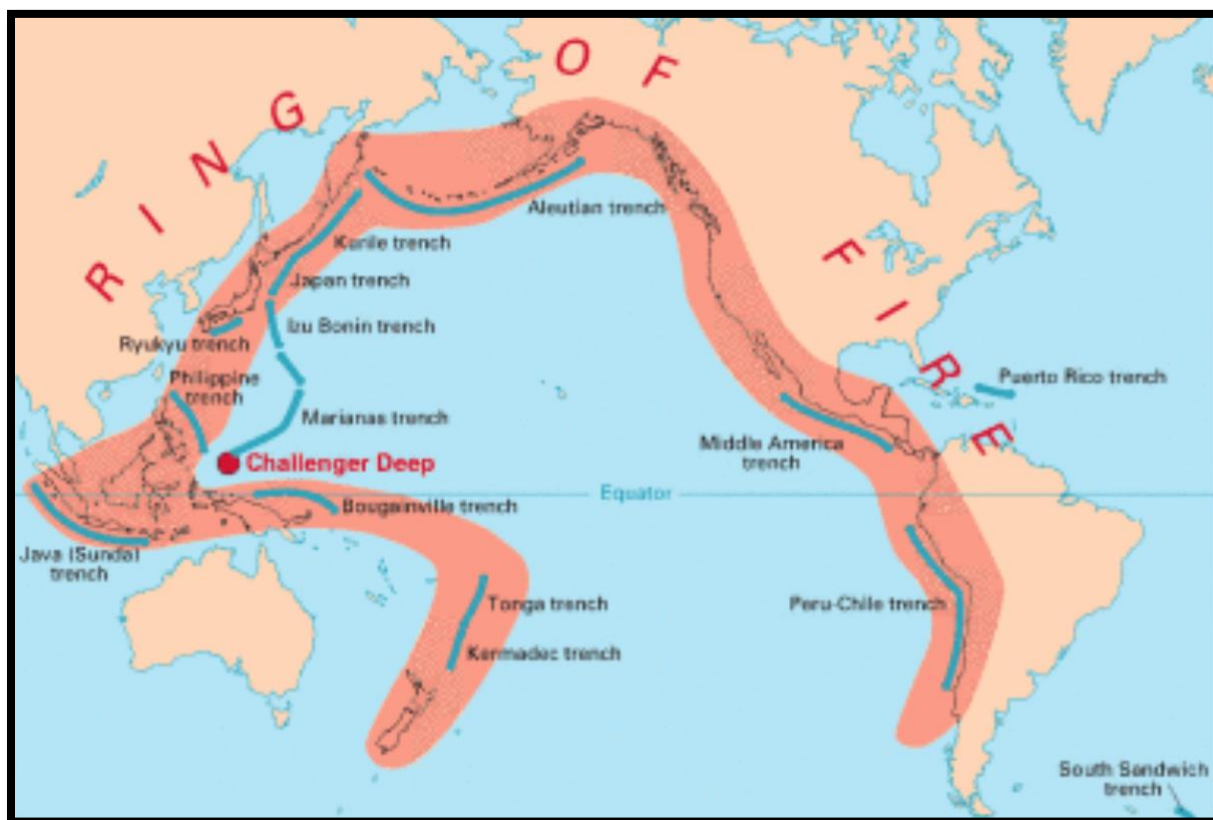 RING OF FIRE
Aleutian trench
Kurile trench
Japan trench
Izu Bonin trench
Ryukyu trench
Philippine
trench
Marianas trench
Challenger Deep
Puerto Rico trench
Middle America
trench
Equator
Bougainville trench
Java (Sunda)
trench
Tonga trench
Kermadec trench
Peru-Chile trench
South Sandwich
trench